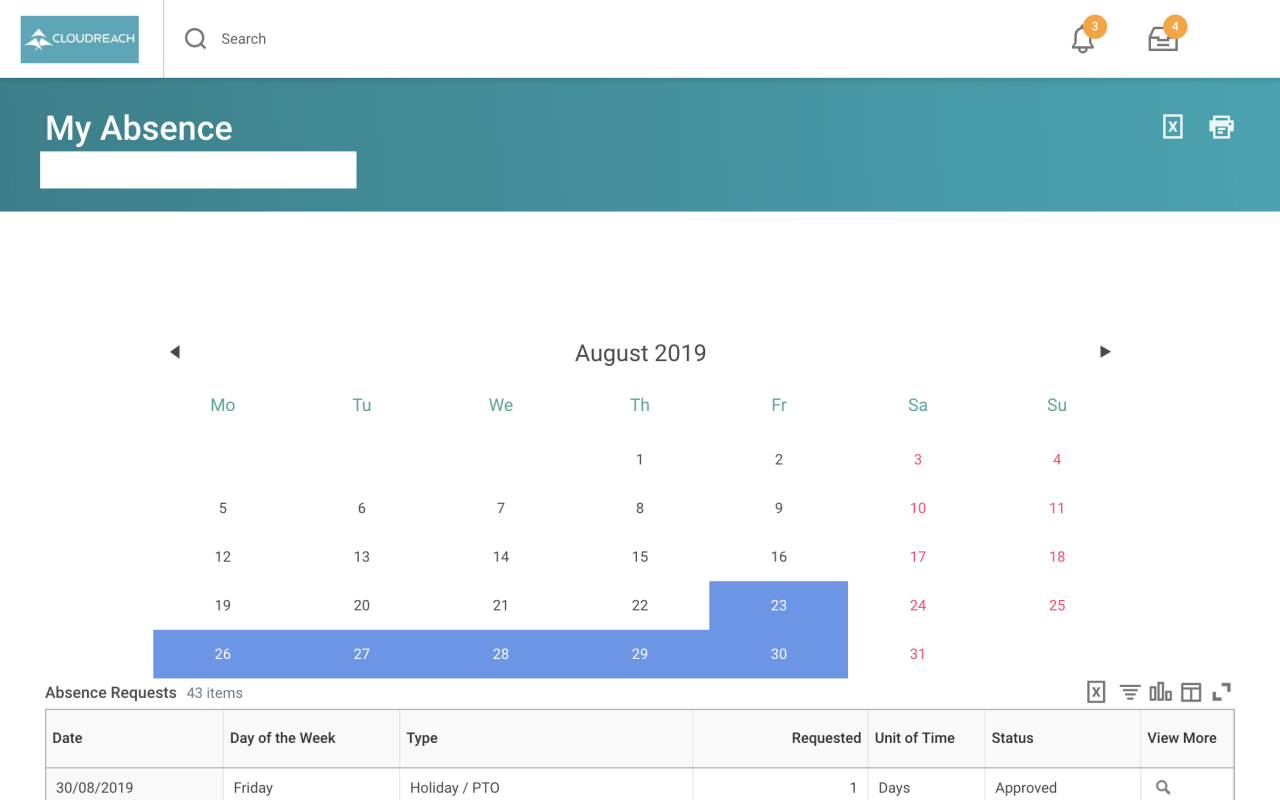 CLOUDREACH
Search
3
4
My Absence
August 2019
Mo Tu We Th Fr Sa Su
1 2 3 4
5 6 7 8 9 10 11
12 13 14 15 16 17 18
19 20 21 22 23 24 25
26 27 28 29 30 31
Absence Requests 43 items
Date Day of the Week Type Requested Unit of Time Status View More
30/08/2019 Friday Holiday / PTO 1 Days Approved